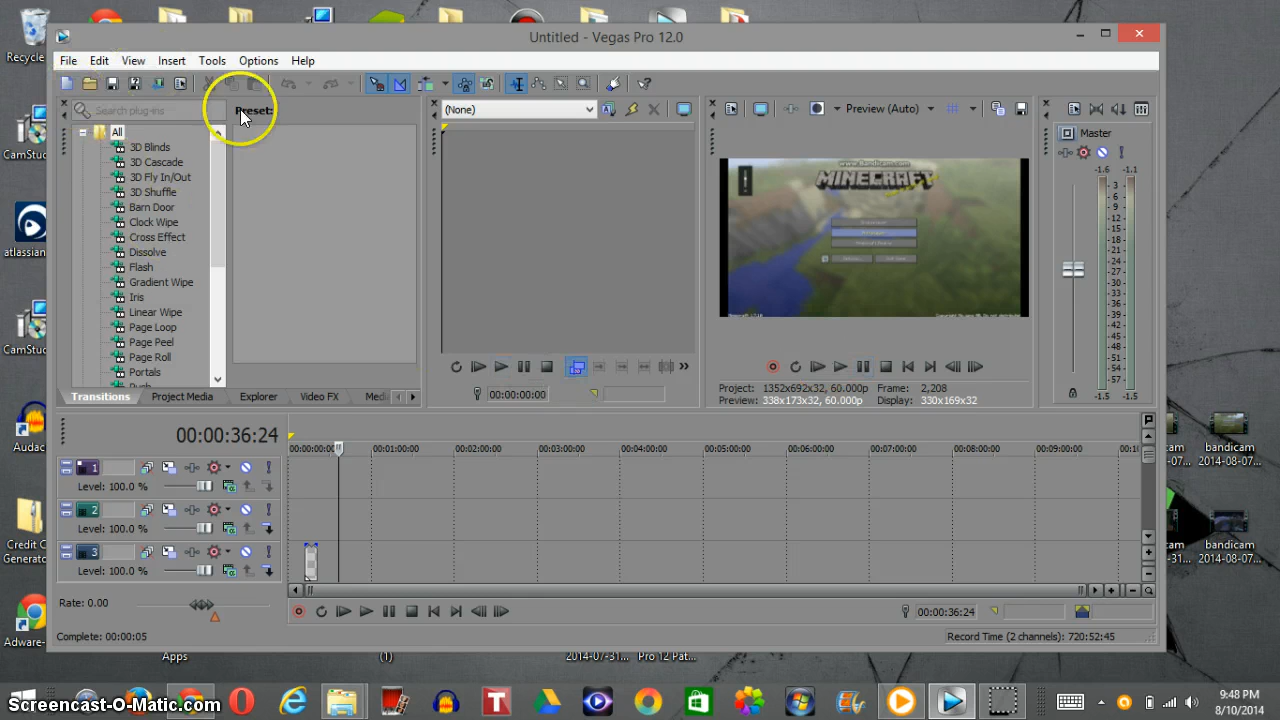 Untitled - Vegas Pro 12.0
File Edit View Insert Tools Options Help
Search plug-ins
Preset:
(None)
Preview (Auto)
Master
All
3D Blinds
3D Cascade
3D Fly In/Out
3D Shuffle
Barn Door
Clock Wipe
Cross Effect
Dissolve
Flash
Gradient Wipe
Iris
Linear Wipe
Page Loop
Page Peel
Page Roll
Portals
Transitions Project Media Explorer Video FX Medi
00:00:00:00
www.Bandicam.com
MINECRAFT
Project: 1352x692x32, 60.000p Frame: 2,208
Preview: 338x173x32, 60.000p Display: 330x169x32
-1.6 -1.1
- 3 -
- 6 -
- 9 -
- 12 -
- 15 -
- 18 -
- 21 -
- 24 -
- 27 -
- 30 -
- 33 -
- 36 -
- 39 -
- 42 -
- 45 -
- 48 -
- 51 -
- 54 -
- 57 -
-1.5 -1.5
00:00:36:24
00:00:00:00 00:01:00:00 00:02:00:00 00:03:00:00 00:04:00:00 00:05:00:00 00:06:00:00 00:07:00:00 00:08:00:00 00:09:00:00 00:1
1
Level: 100.0 %
2
Level: 100.0 %
3
Level: 100.0 %
Rate: 0.00
00:00:36:24
Complete: 00:00:05
Record Time (2 channels): 720:52:45
Recycle
CamStu
atlassian
CamStu
Audac
Credit C
Generato
Adware-
Apps
(1)
2014-07-31...
Pro 12 Pat...
bandicam
2014-08-07...
bandicam
2014-08-07...
Screencast-O-Matic.com
9:48 PM
8/10/2014